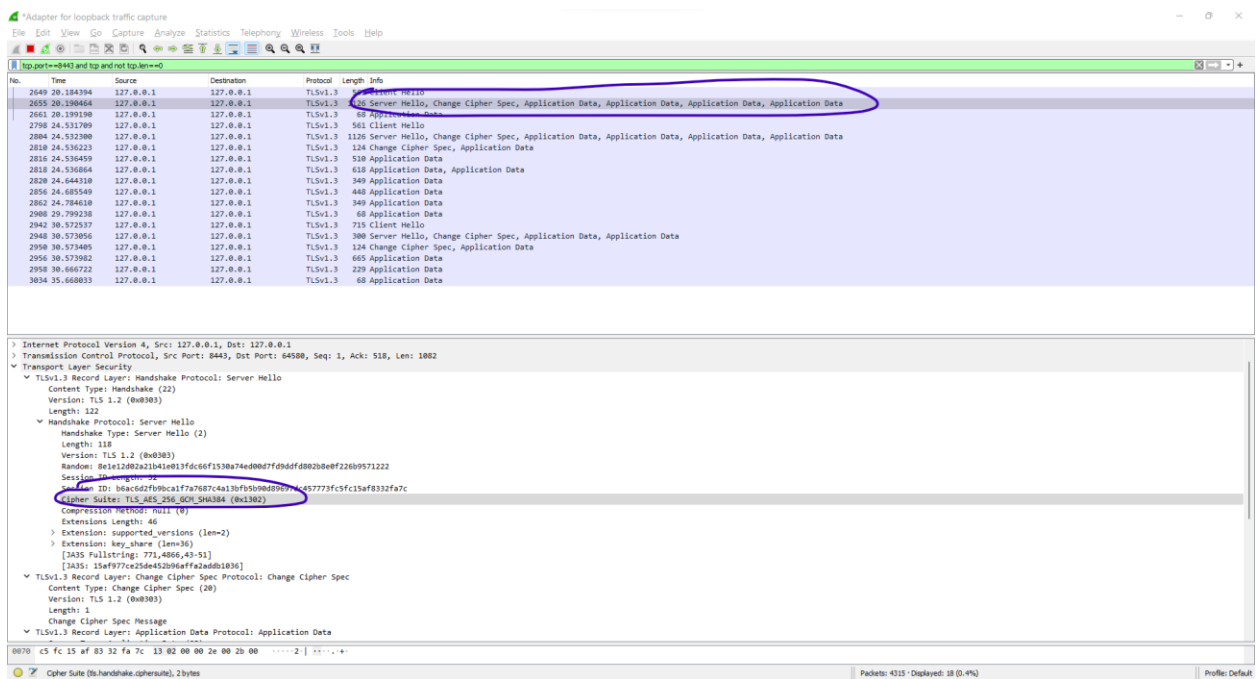 *Adapter for loopback traffic capture
File Edit View Go Capture Analyze Statistics Telephony Wireless Tools Help
tcp.port==8443 and tcp and not tcp.len==0
No. Time Source Destination Protocol Length Info
2649 20.184394 127.0.0.1 127.0.0.1 TLSv1.3 Client Hello
2655 20.190464 127.0.0.1 127.0.0.1 TLSv1.3 1126 Server Hello, Change Cipher Spec, Application Data, Application Data, Application Data, Application Data
2661 20.199190 127.0.0.1 127.0.0.1 TLSv1.3 68 Application Data
2798 24.531709 127.0.0.1 127.0.0.1 TLSv1.3 561 Client Hello
2804 24.532300 127.0.0.1 127.0.0.1 TLSv1.3 1126 Server Hello, Change Cipher Spec, Application Data, Application Data, Application Data, Application Data
2810 24.536223 127.0.0.1 127.0.0.1 TLSv1.3 124 Change Cipher Spec, Application Data
2816 24.536459 127.0.0.1 127.0.0.1 TLSv1.3 510 Application Data
2818 24.536864 127.0.0.1 127.0.0.1 TLSv1.3 618 Application Data, Application Data
2820 24.644310 127.0.0.1 127.0.0.1 TLSv1.3 349 Application Data
2856 24.685549 127.0.0.1 127.0.0.1 TLSv1.3 448 Application Data
2862 24.784610 127.0.0.1 127.0.0.1 TLSv1.3 349 Application Data
2908 29.799238 127.0.0.1 127.0.0.1 TLSv1.3 68 Application Data
2942 30.572537 127.0.0.1 127.0.0.1 TLSv1.3 715 Client Hello
2948 30.573056 127.0.0.1 127.0.0.1 TLSv1.3 300 Server Hello, Change Cipher Spec, Application Data, Application Data
2950 30.573405 127.0.0.1 127.0.0.1 TLSv1.3 124 Change Cipher Spec, Application Data
2956 30.573982 127.0.0.1 127.0.0.1 TLSv1.3 665 Application Data
2958 30.666722 127.0.0.1 127.0.0.1 TLSv1.3 229 Application Data
3034 35.668033 127.0.0.1 127.0.0.1 TLSv1.3 68 Application Data
Internet Protocol Version 4, Src: 127.0.0.1, Dst: 127.0.0.1
Transmission Control Protocol, Src Port: 8443, Dst Port: 64580, Seq: 1, Ack: 518, Len: 1082
Transport Layer Security
TLSv1.3 Record Layer: Handshake Protocol: Server Hello
Content Type: Handshake (22)
Version: TLS 1.2 (0x0303)
Length: 122
Handshake Protocol: Server Hello
Handshake Type: Server Hello (2)
Length: 118
Version: TLS 1.2 (0x0303)
Random: 8e1e12d02a21b41e013fdc66f1530a74ed00d7fd9ddfd802b8e0f226b9571222
Session ID Length: 32
Session ID:
Cipher Suite: TLS_AES_256_GCM_SHA384 (0x1302)
Compression Method: null (0)
Extensions Length: 46
Extension: supported_versions (len=2)
Extension: key_share (len=36)
[JA3S Fullstring: 771,4866,43-51]
[JA3S: 15af977ce25de452b96affa2addb1036]
TLSv1.3 Record Layer: Change Cipher Spec Protocol: Change Cipher Spec
Content Type: Change Cipher Spec (20)
Version: TLS 1.2 (0x0303)
Length: 1
Change Cipher Spec Message
TLSv1.3 Record Layer: Application Data Protocol: Application Data
0070 c5 fc 15 af 83 32 fa 7c 13 02 00 00 2e 00 2b 00 ·····2·| ··.·+·
Cipher Suite (tls.handshake.ciphersuite), 2 bytes
Packets: 4315 · Displayed: 18 (0.4%)
Profile: Default